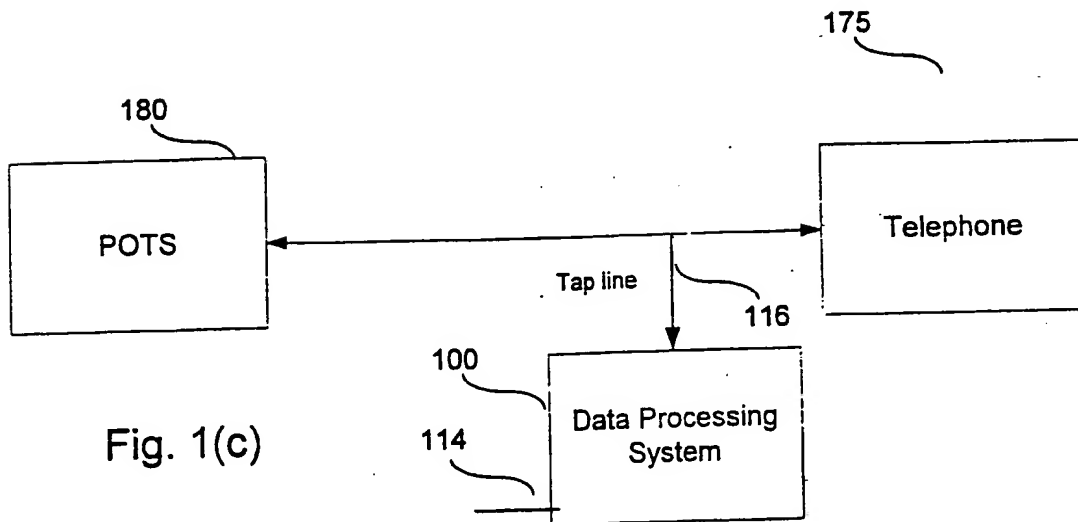 175
180
POTS
Telephone
Tap line
116
100
Data Processing
System
114
Fig. 1(c)